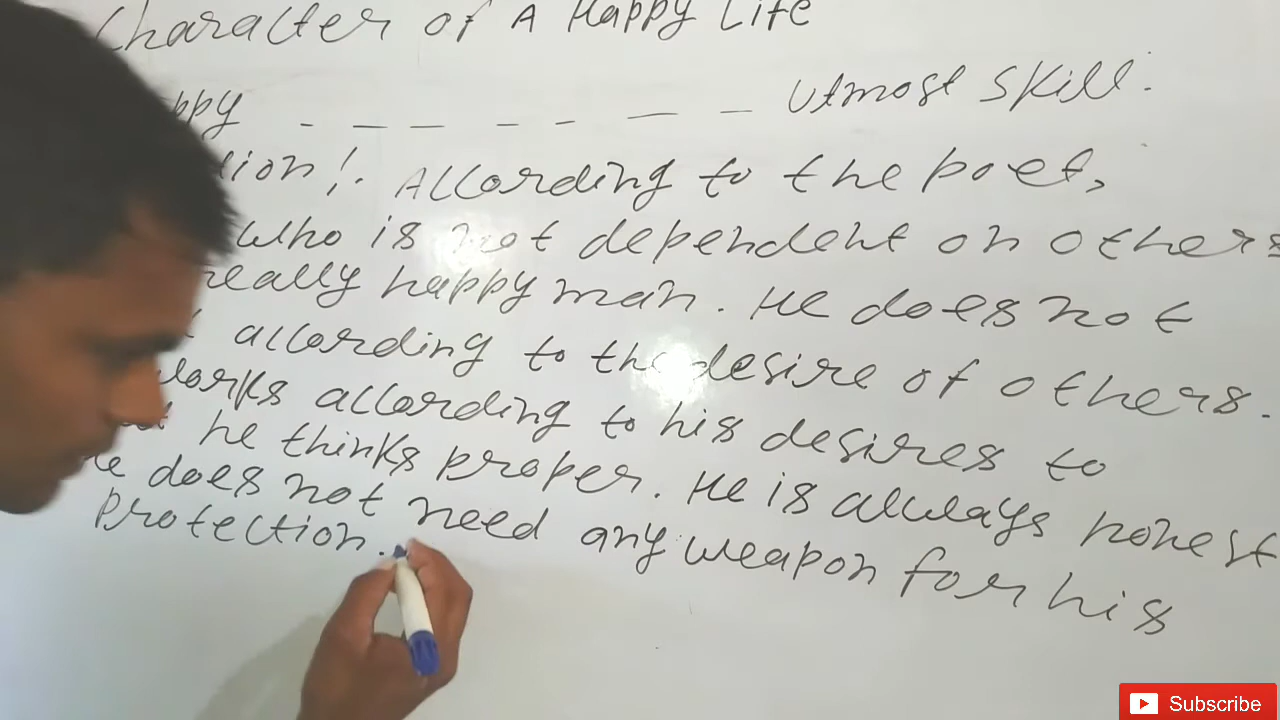 Character of A Happy Life
ppy _ _ _ _ _ _ _ _ Utmost skill.
tion!. According to the poet,
who is not dependent on others
really happy man. He does not
according to the desire of others.
works according to his desires to
he thinks proper. He is always honest
does not need any weapon for his
protection.
Subscribe